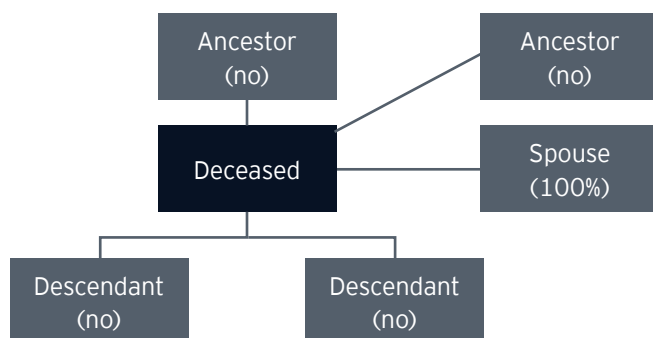 Ancestor
(no)
Ancestor
(no)
Deceased
Spouse
(100%)
Descendant
(no)
Descendant
(no)